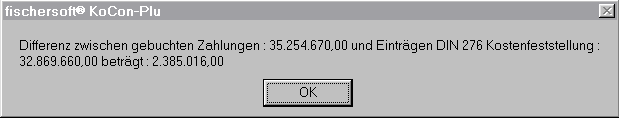 fischersoft® KoCon-Plu
Differenz zwischen gebuchten Zahlungen : 35.254.670,00 und Einträgen DIN 276 Kostenfeststellung :
32.869.660,00 beträgt : 2.385.016,00
OK